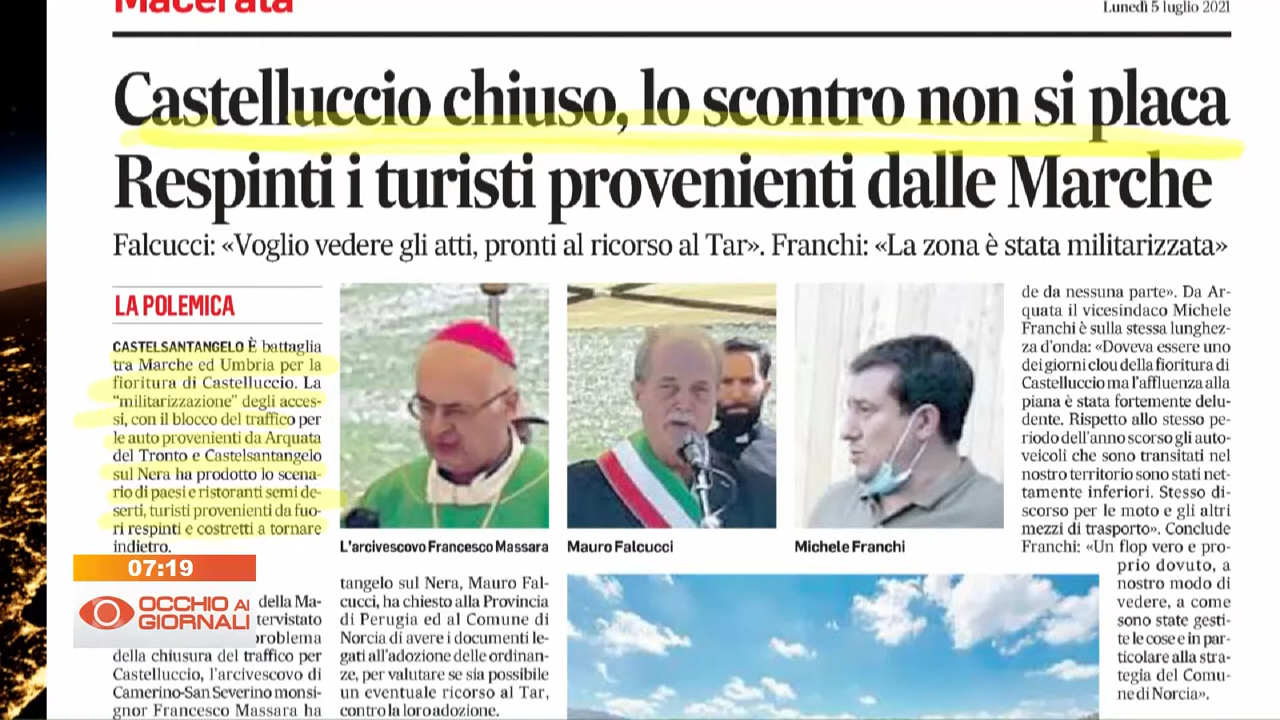 Macerata
Lunedì 5 luglio 2021
Castelluccio chiuso, lo scontro non si placa
Respinti i turisti provenienti dalle Marche
Falcucci: «Voglio vedere gli atti, pronti al ricorso al Tar». Franchi: «La zona è stata militarizzata»
LA POLEMICA
CASTELSANTANGELO È battaglia
tra Marche ed Umbria per la
fioritura di Castelluccio. La
"militarizzazione" degli acces-
si, con il blocco del traffico per
le auto provenienti da Arquata
del Tronto e Castelsantangelo
sul Nera ha prodotto lo scena-
rio di paesi e ristoranti semi de-
serti, turisti provenienti da fuo-
ri respinti e costretti a tornare
indietro.
07:19
OCCHIO AI
GIORNALI
della Ma-
tervistato
problema
della chiusura del traffico per
Castelluccio, l'arcivescovo di
Camerino-San Severino monsi-
gnor Francesco Massara ha
L'arcivescovo Francesco Massara
Mauro Falcucci
Michele Franchi
tangelo sul Nera, Mauro Fal-
cucci, ha chiesto alla Provincia
di Perugia ed al Comune di
Norcia di avere i documenti le-
gati all'adozione delle ordinan-
ze, per valutare se sia possibile
un eventuale ricorso al Tar,
contro la loro adozione.
de da nessuna parte». Da Ar-
quata il vicesindaco Michele
Franchi è sulla stessa lunghez-
za d'onda: «Doveva essere uno
dei giorni clou della fioritura di
Castelluccio ma l'affluenza alla
piana è stata fortemente delu-
dente. Rispetto allo stesso pe-
riodo dell'anno scorso gli auto-
veicoli che sono transitati nel
nostro territorio sono stati net-
tamente inferiori. Stesso di-
scorso per le moto e gli altri
mezzi di trasporto». Conclude
Franchi: «Un flop vero e pro-
prio dovuto, a
nostro modo di
vedere, a come
sono state gesti-
te le cose e in par-
ticolare alla stra-
tegia del Comu-
ne di Norcia».